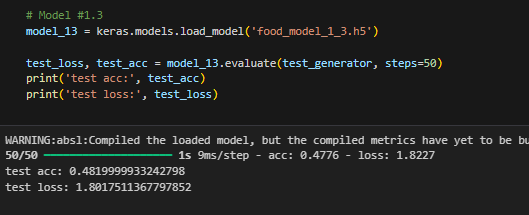 # Model #1.3
model_13 = keras.models.load_model('food_model_1_3.h5')
test_loss, test_acc = model_13.evaluate(test_generator, steps=50)
print('test acc:', test_acc)
print('test loss:', test_loss)
WARNING:absl:Compiled the loaded model, but the compiled metrics have yet to be bu
50/50 ━━━━━━━━━━━━━━━━━━━━ 1s 9ms/step - acc: 0.4776 - loss: 1.8227
test acc: 0.4819999933242798
test loss: 1.8017511367797852